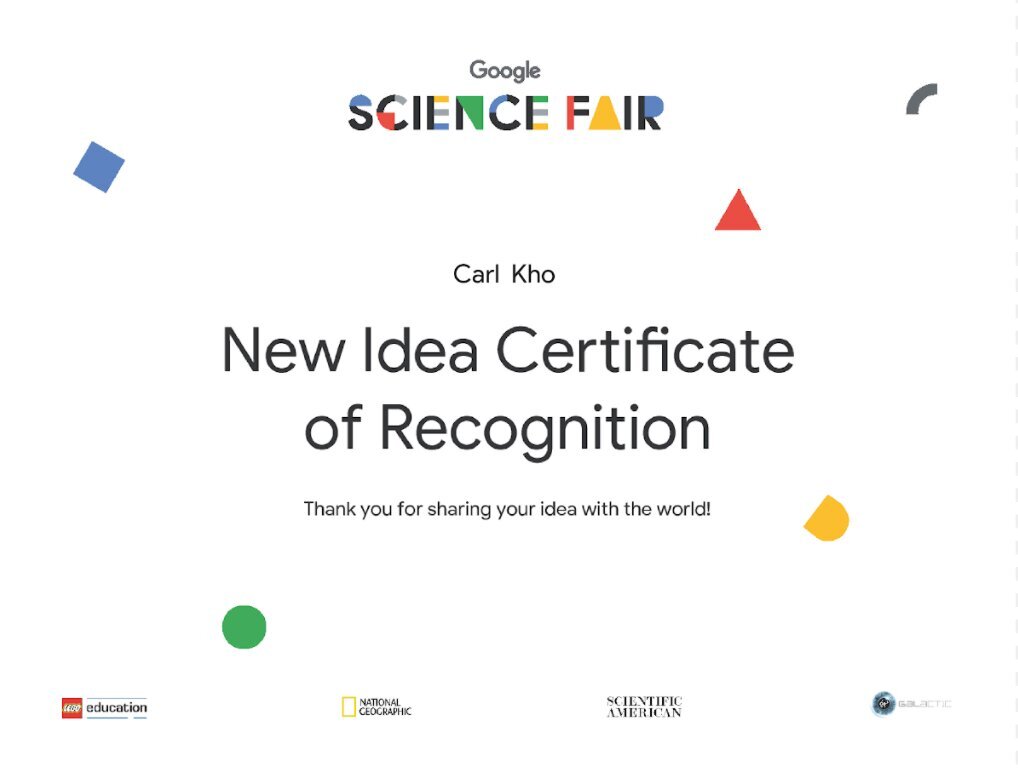 Google
SCIENCE FAIR
Carl Kho
New Idea Certificate
of Recognition
Thank you for sharing your idea with the world!
LEGO education
NATIONAL
GEOGRAPHIC
SCIENTIFIC
AMERICAN
GALACTIC